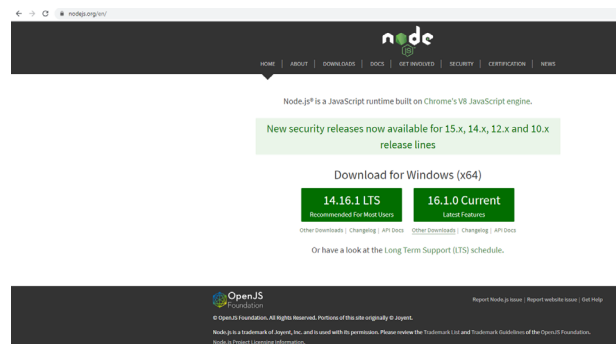 nodejs.org/en/
node
JS
HOME | ABOUT | DOWNLOADS | DOCS | GET INVOLVED | SECURITY | CERTIFICATION | NEWS
Node.js® is a JavaScript runtime built on Chrome's V8 JavaScript engine.
New security releases now available for 15.x, 14.x, 12.x and 10.x
release lines
Download for Windows (x64)
14.16.1 LTS
Recommended For Most Users
16.1.0 Current
Latest Features
Other Downloads | Changelog | API Docs
Other Downloads | Changelog | API Docs
Or have a look at the Long Term Support (LTS) schedule.
OpenJS
Foundation
Report Node.js issue | Report website issue | Get Help
© OpenJS Foundation. All Rights Reserved. Portions of this site originally © Joyent.
Node.js is a trademark of Joyent, Inc. and is used with its permission. Please review the Trademark List and Trademark Guidelines of the OpenJS Foundation.
Node.js Project Licensing Information.